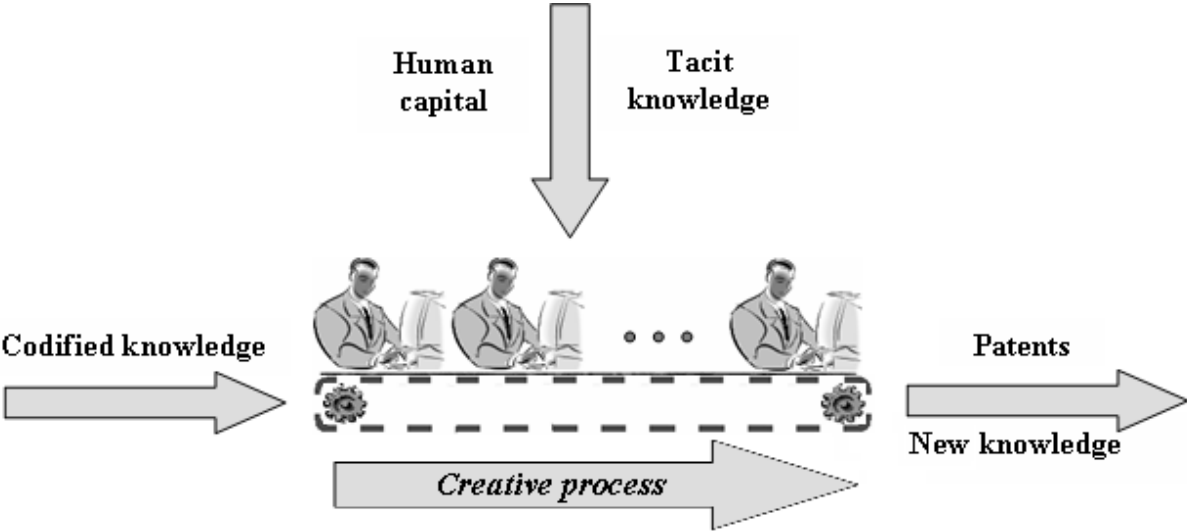 Human
capital
Tacit
knowledge
Codified knowledge
Patents
New knowledge
Creative process